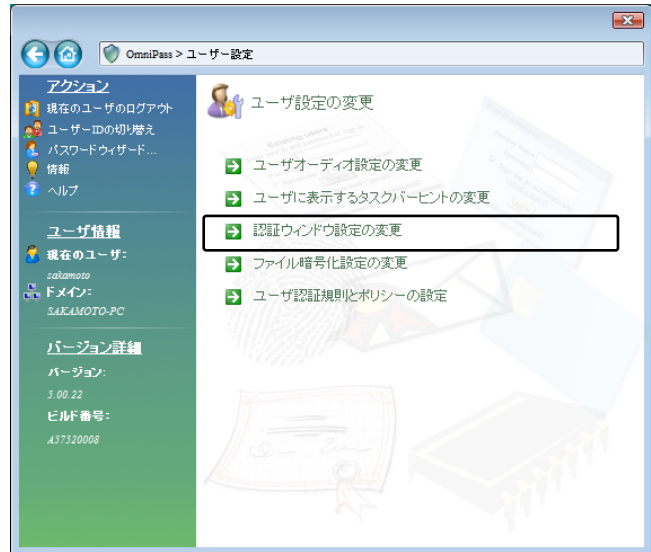 OmniPass > ユーザー設定
アクション
現在のユーザのログアウト
ユーザーIDの切り替え
パスワードウィザード...
情報
ヘルプ
ユーザ情報
現在のユーザ:
sakamoto
ドメイン:
SAKAMOTO-PC
バージョン詳細
バージョン:
5.00.22
ビルド番号:
A57520008
ユーザ設定の変更
ユーザオーディオ設定の変更
ユーザに表示するタスクバーヒントの変更
認証ウィンドウ設定の変更
ファイル暗号化設定の変更
ユーザ認証規則とポリシーの設定